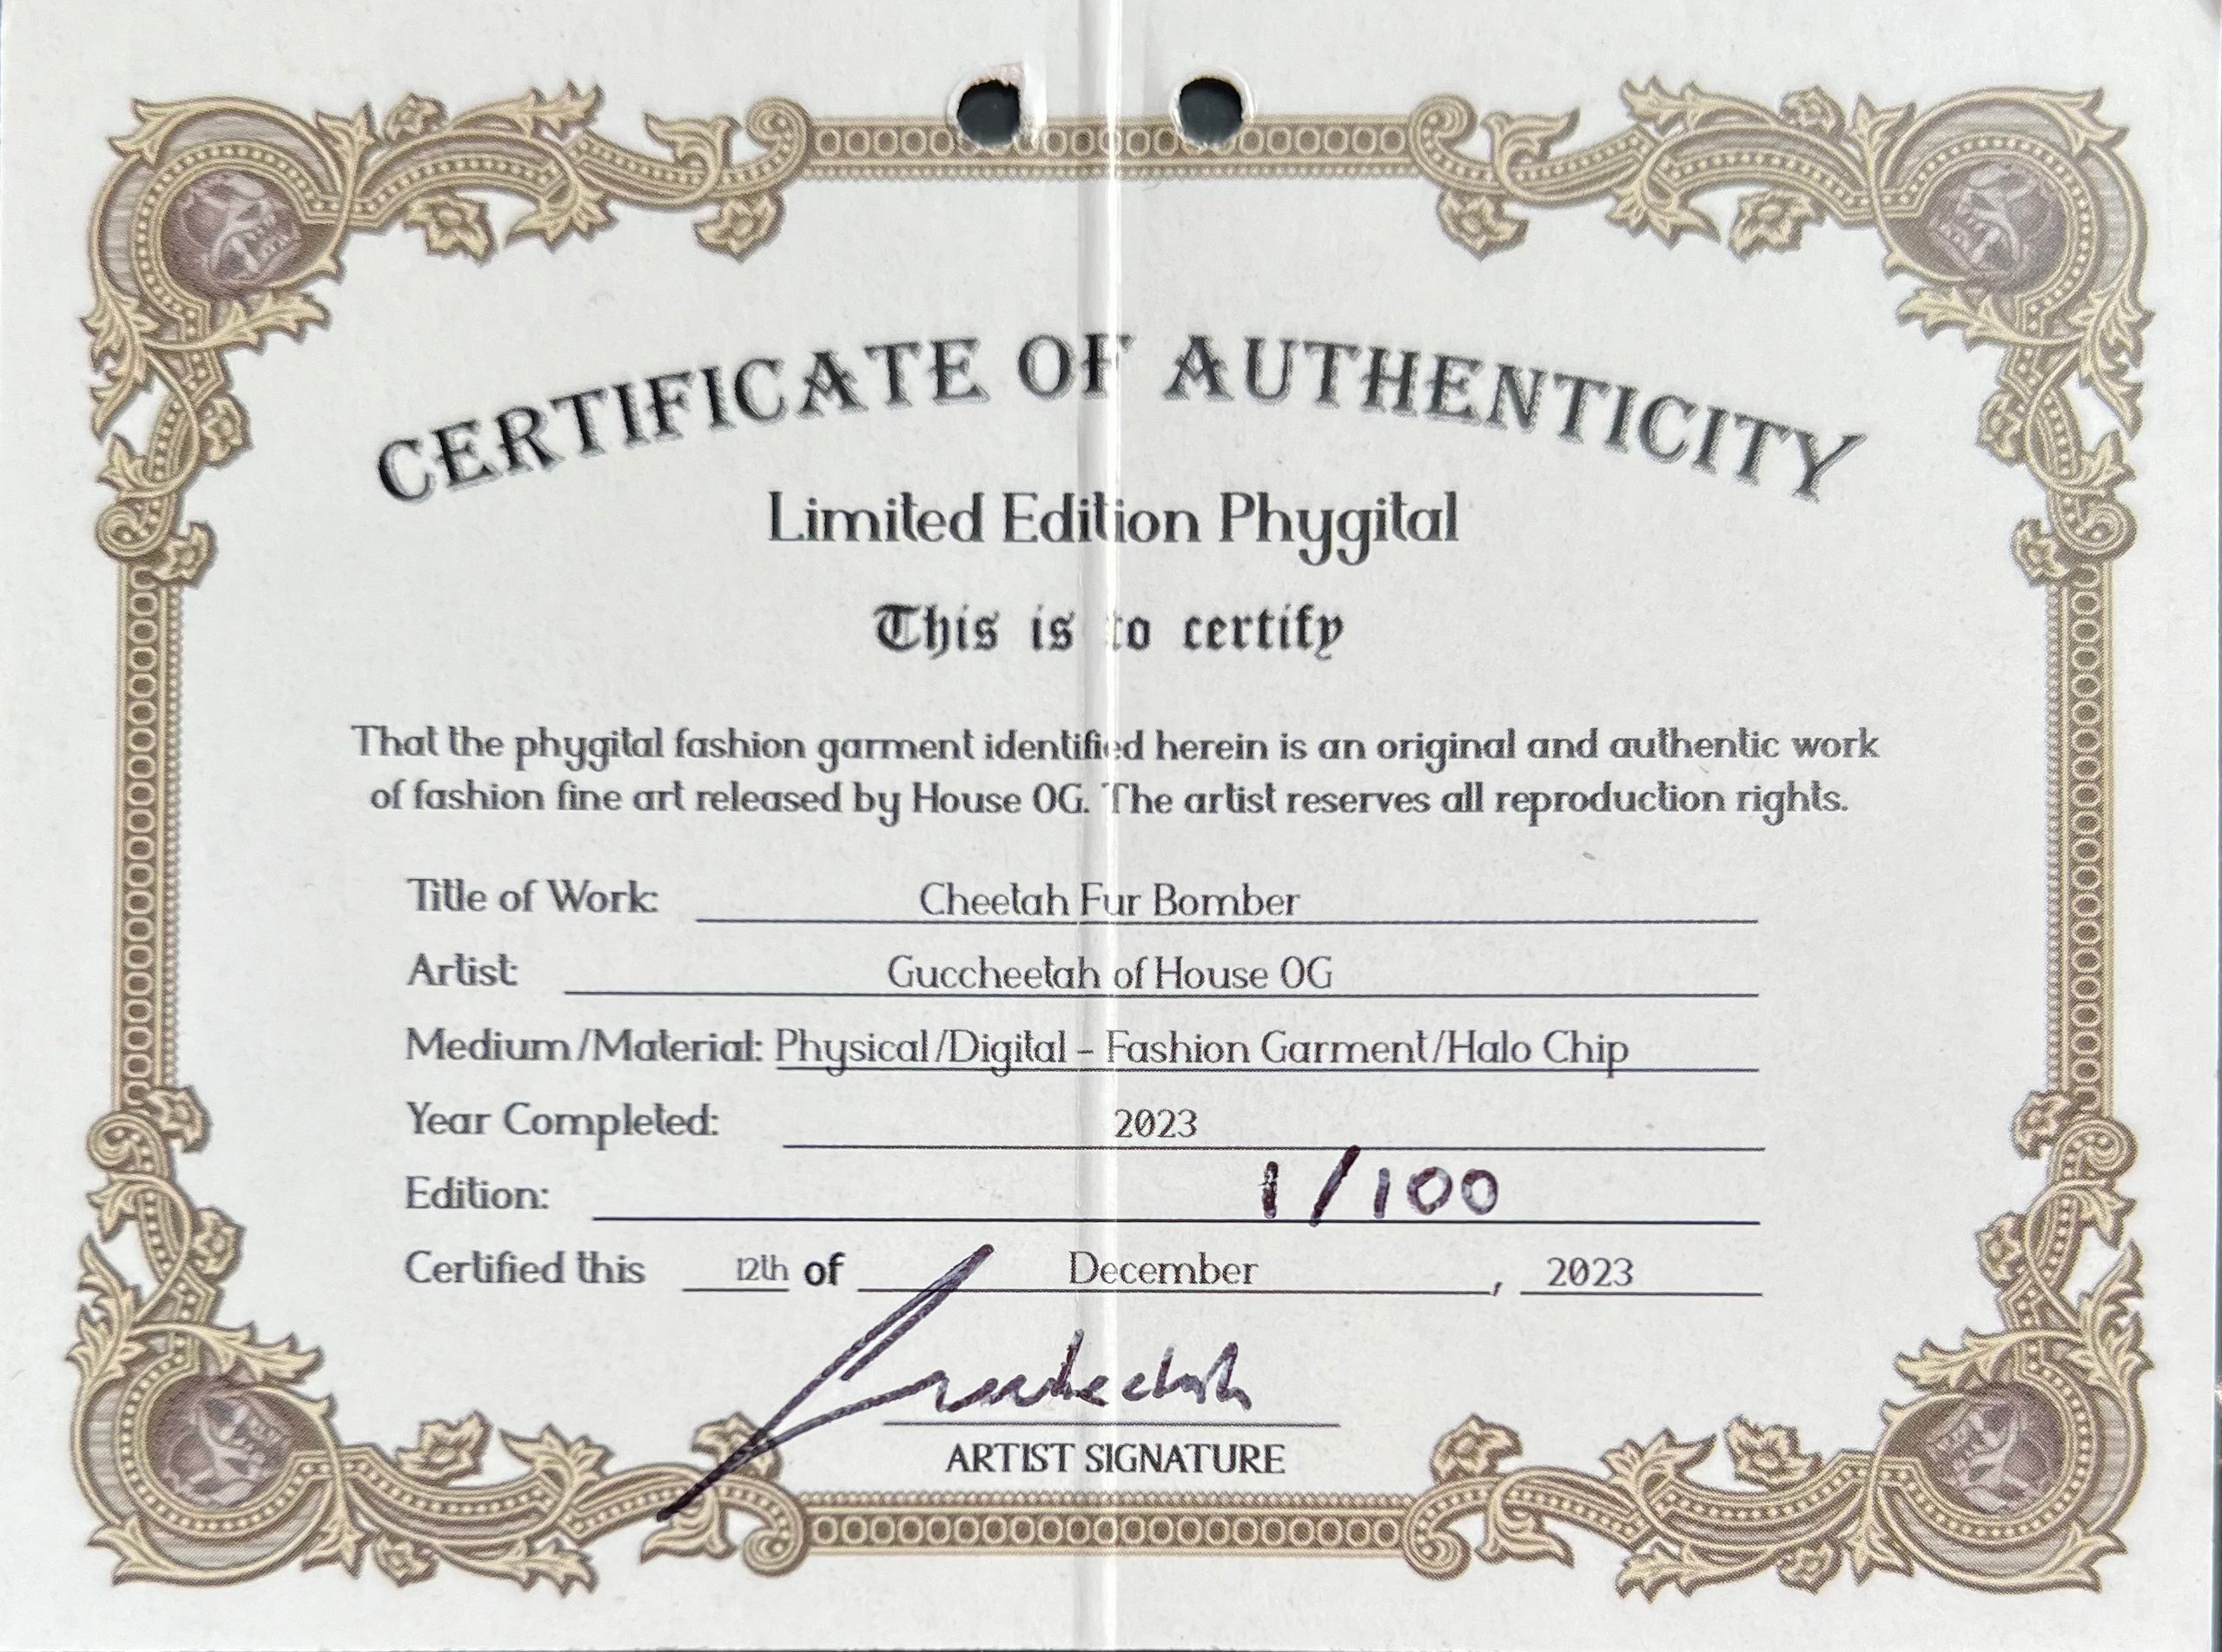 CERTIFICATE OF AUTHENTICITY
Limited Edition Phygital
This is to certify
That the phygital fashion garment identified herein is an original and authentic work
of fashion fine art released by House OG. The artist reserves all reproduction rights.
Title of Work: Cheetah Fur Bomber
Artist: Guccheetah of House OG
Medium/Material: Physical/Digital – Fashion Garment/Halo Chip
Year Completed: 2023
Edition: 1/100
Certified this 12th of December, 2023
Guccheetah
ARTIST SIGNATURE